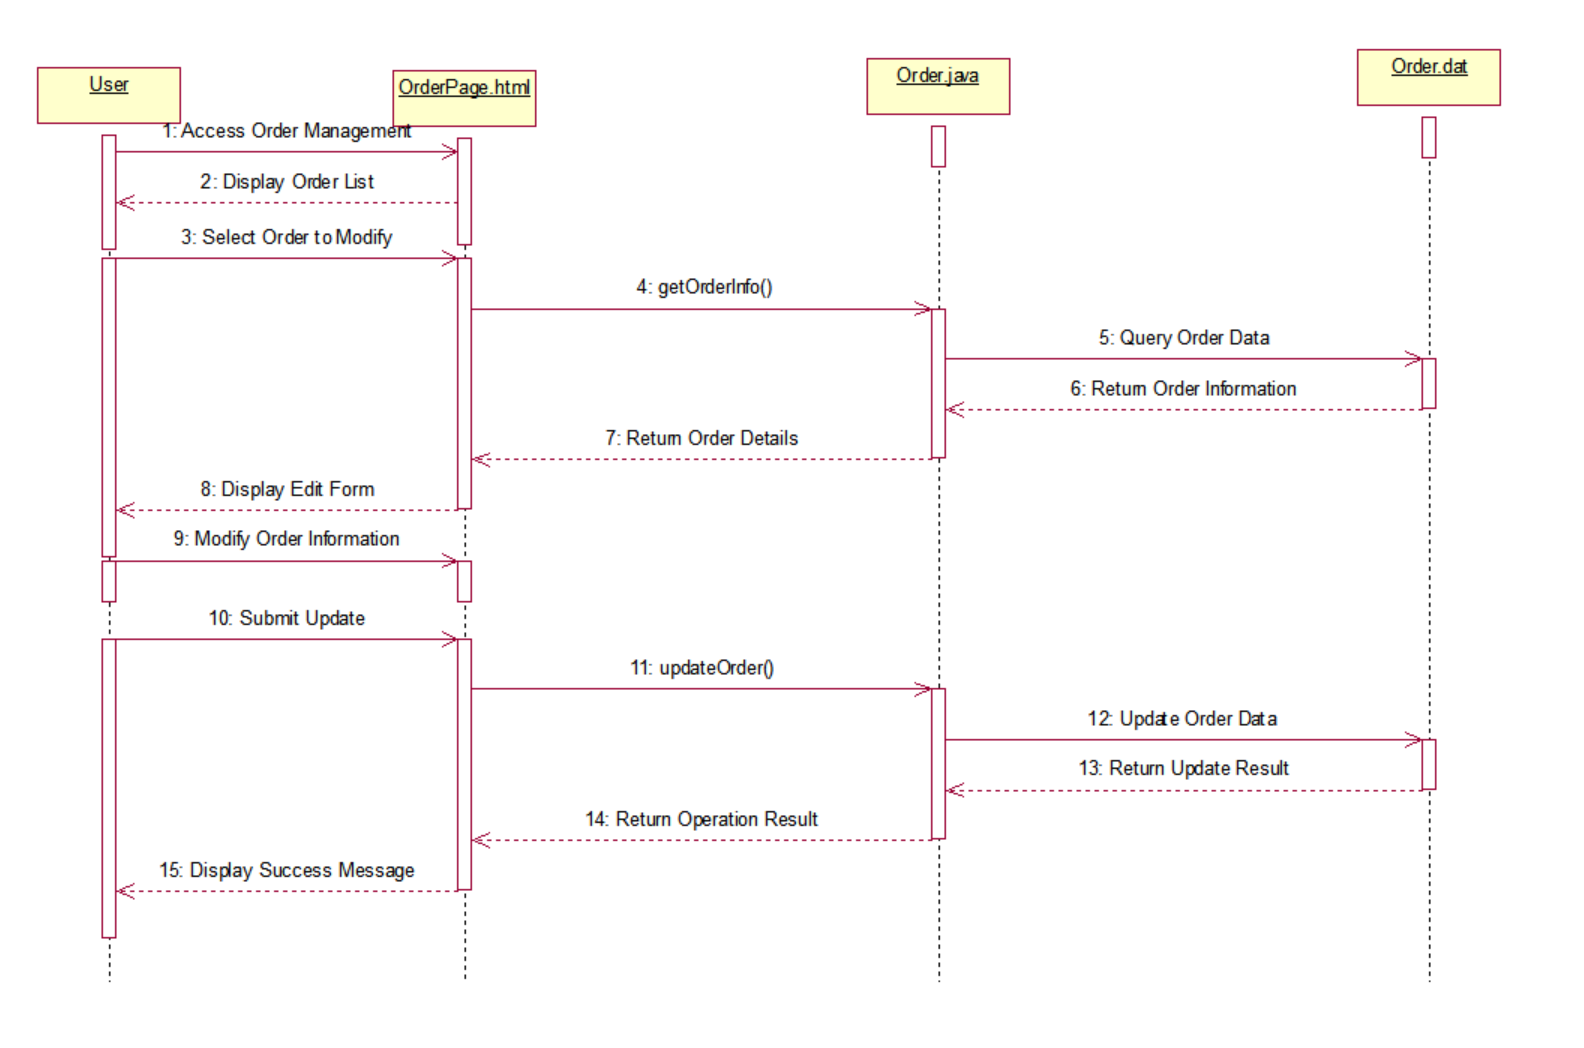 User
OrderPage.html
Order.java
Order.dat
1: Access Order Management
2: Display Order List
3: Select Order to Modify
4: getOrderInfo()
5: Query Order Data
6: Return Order Information
7: Return Order Details
8: Display Edit Form
9: Modify Order Information
10: Submit Update
11: updateOrder()
12: Update Order Data
13: Return Update Result
14: Return Operation Result
15: Display Success Message